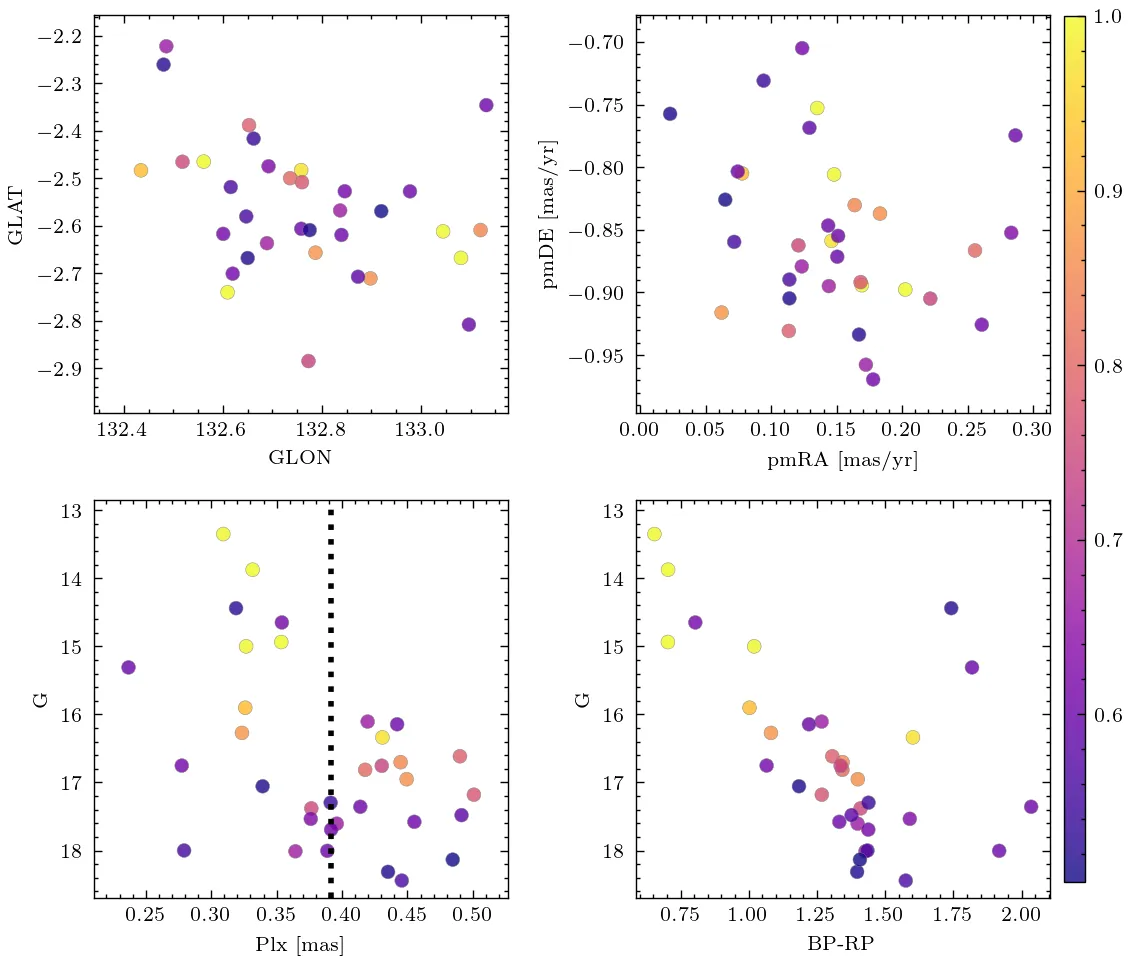 −2.2
−2.3
−2.4
−2.5
−2.6
−2.7
−2.8
−2.9
GLAT
132.4 132.6 132.8 133.0
GLON
−0.70
−0.75
−0.80
−0.85
−0.90
−0.95
pmDE [mas/yr]
0.00 0.05 0.10 0.15 0.20 0.25 0.30
pmRA [mas/yr]
13
14
15
16
17
18
G
0.25 0.30 0.35 0.40 0.45 0.50
Plx [mas]
13
14
15
16
17
18
G
0.75 1.00 1.25 1.50 1.75 2.00
BP-RP
1.0
0.9
0.8
0.7
0.6